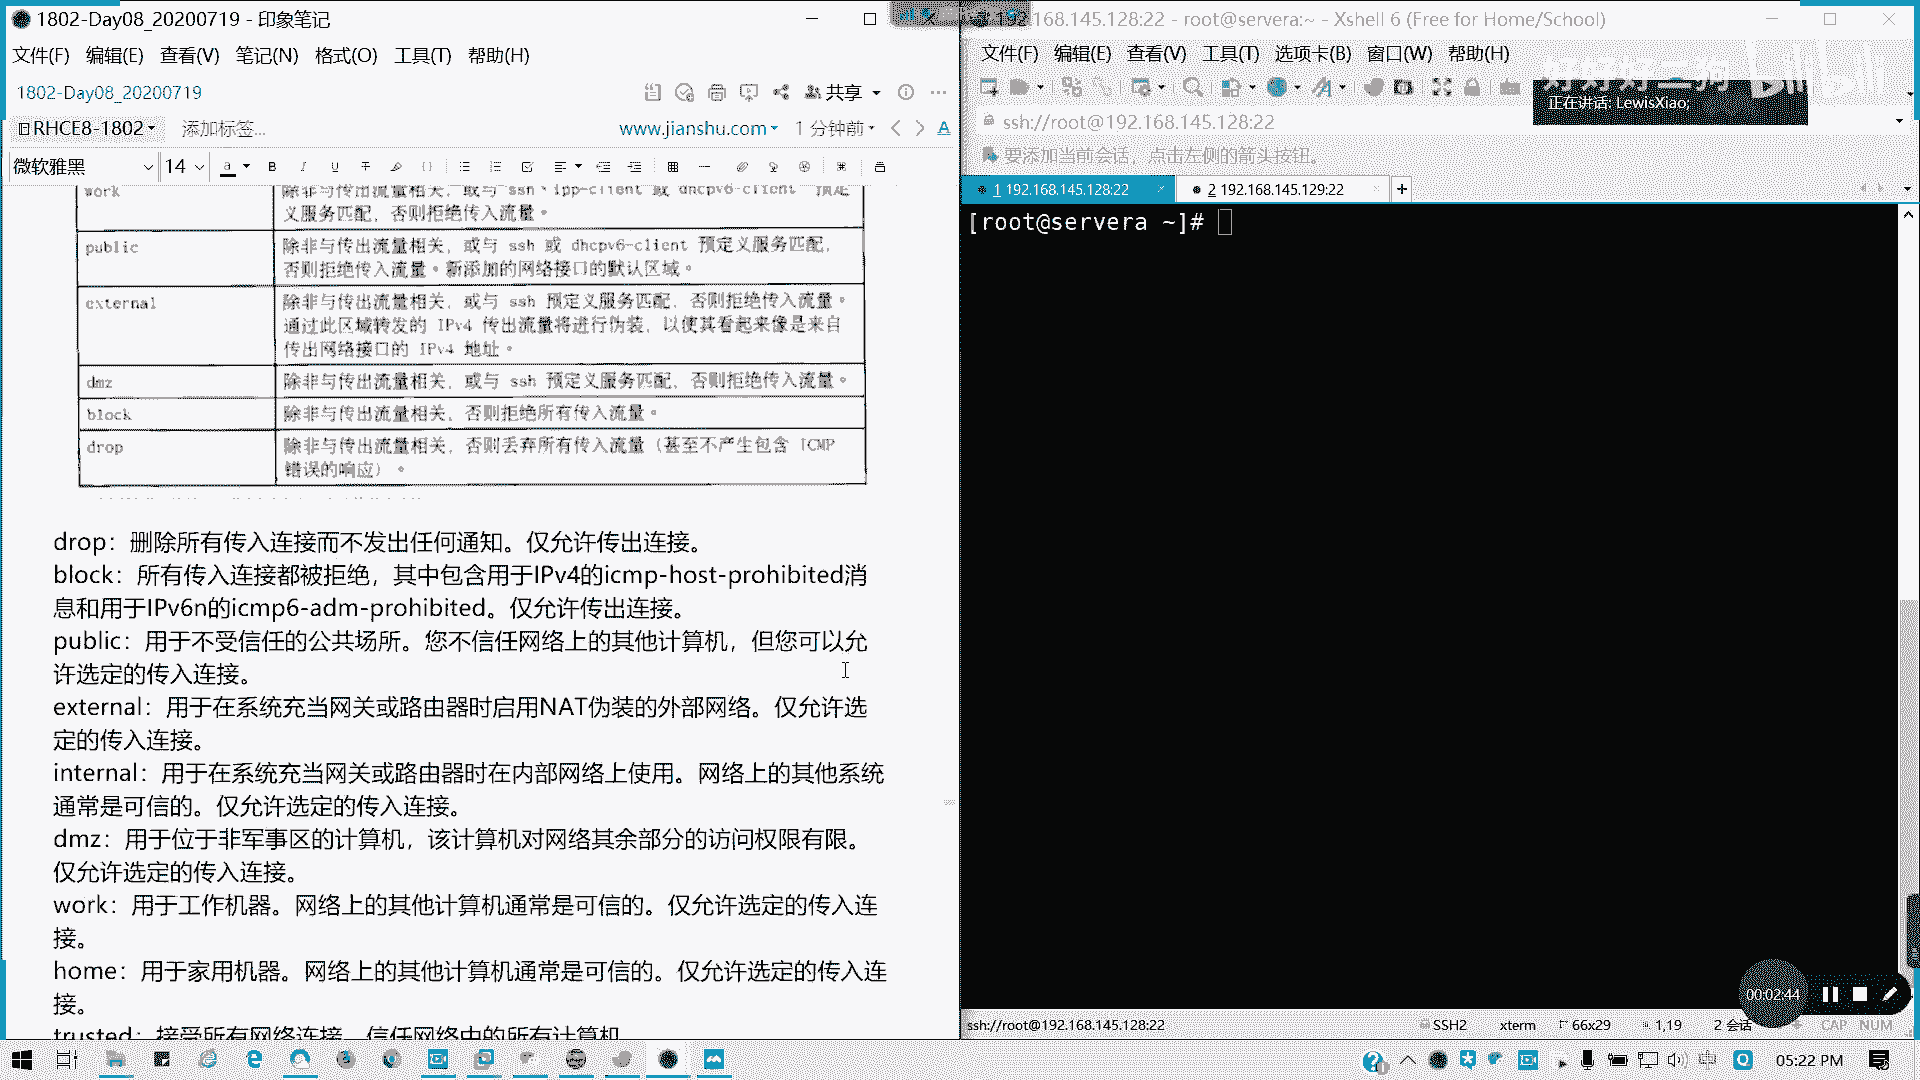 1802-Day08_20200719 - 印象笔记
文件(F) 编辑(E) 查看(V) 笔记(N) 格式(O) 工具(T) 帮助(H)
1802-Day08_20200719
共享
RHCE8-1802
添加标签...
www.jianshu.com
1 分钟前
微软雅黑
14
work
除非与传出流量相关，或与 ssh、ipp-client 或 dhcpv6-client 预定
义服务匹配，否则拒绝传入流量。
public
除非与传出流量相关，或与 ssh 或 dhcpv6-client 预定义服务匹配，
否则拒绝传入流量。新添加的网络接口的默认区域。
external
除非与传出流量相关，或与 ssh 预定义服务匹配，否则拒绝传入流量。
通过此区域转发的 IPv4 传出流量将进行伪装，以使其看起来像是来自
传出网络接口的 IPv4 地址。
dmz
除非与传出流量相关，或与 ssh 预定义服务匹配，否则拒绝传入流量。
block
除非与传出流量相关，否则拒绝所有传入流量。
drop
除非与传出流量相关，否则丢弃所有传入流量（甚至不产生包含 ICMP
错误的响应）。
drop：删除所有传入连接而不发出任何通知。仅允许传出连接。
block：所有传入连接都被拒绝，其中包含用于IPv4的icmp-host-prohibited消
息和用于IPv6n的icmp6-adm-prohibited。仅允许传出连接。
public：用于不受信任的公共场所。您不信任网络上的其他计算机，但您可以允
许选定的传入连接。
external：用于在系统充当网关或路由器时启用NAT伪装的外部网络。仅允许选
定的传入连接。
internal：用于在系统充当网关或路由器时在内部网络上使用。网络上的其他系统
通常是可信的。仅允许选定的传入连接。
dmz：用于位于非军事区的计算机，该计算机对网络其余部分的访问权限有限。
仅允许选定的传入连接。
work：用于工作机器。网络上的其他计算机通常是可信的。仅允许选定的传入连
接。
home：用于家用机器。网络上的其他计算机通常是可信的。仅允许选定的传入连
接。
trusted：接受所有网络连接。信任网络中的所有计算机
192.168.145.128:22 - root@servera:~ - Xshell 6 (Free for Home/School)
文件(F) 编辑(E) 查看(V) 工具(T) 选项卡(B) 窗口(W) 帮助(H)
正在讲话: LewisXiao;
ssh://root@192.168.145.128:22
要添加当前会话，点击左侧的箭头按钮。
1 192.168.145.128:22
2 192.168.145.129:22
[root@servera ~]#
00:02:44
ssh://root@192.168.145.128:22
SSH2
xterm
66x29
1,19
2 会话
CAP NUM
05:22 PM